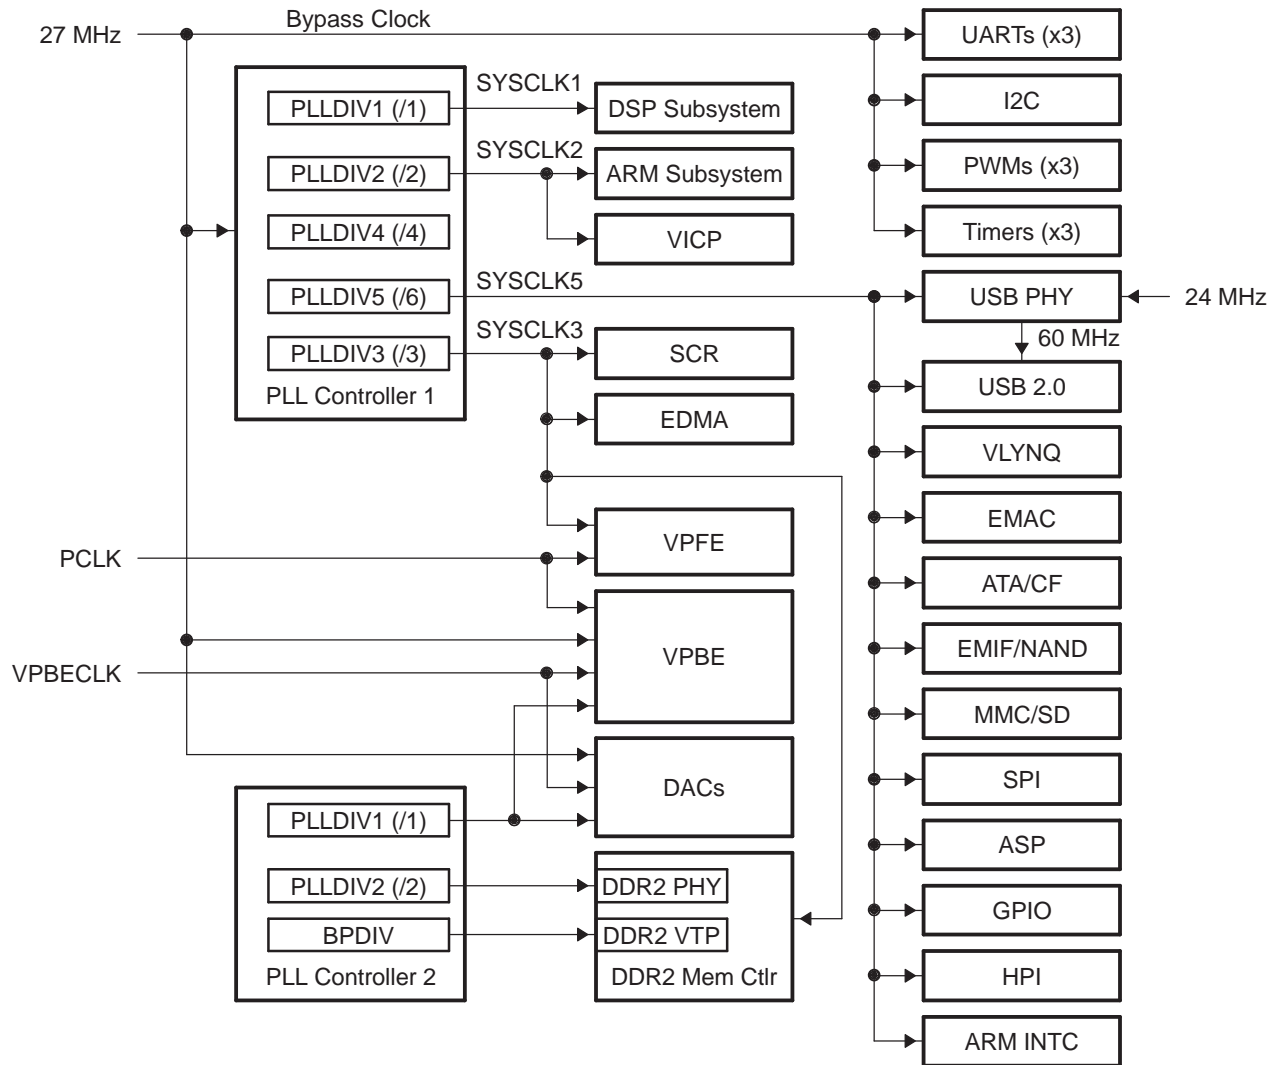 Bypass Clock
27 MHz
UARTs (x3)
SYSCLK1
PLLDIV1 (/1)
DSP Subsystem
I2C
SYSCLK2
PLLDIV2 (/2)
ARM Subsystem
PWMs (x3)
PLLDIV4 (/4)
VICP
Timers (x3)
SYSCLK5
PLLDIV5 (/6)
USB PHY
24 MHz
SYSCLK3
60 MHz
PLLDIV3 (/3)
SCR
PLL Controller 1
USB 2.0
EDMA
VLYNQ
EMAC
VPFE
PCLK
ATA/CF
VPBE
EMIF/NAND
VPBECLK
MMC/SD
DACs
SPI
PLLDIV1 (/1)
ASP
PLLDIV2 (/2)
DDR2 PHY
GPIO
BPDIV
DDR2 VTP
PLL Controller 2
DDR2 Mem Ctlr
HPI
ARM INTC